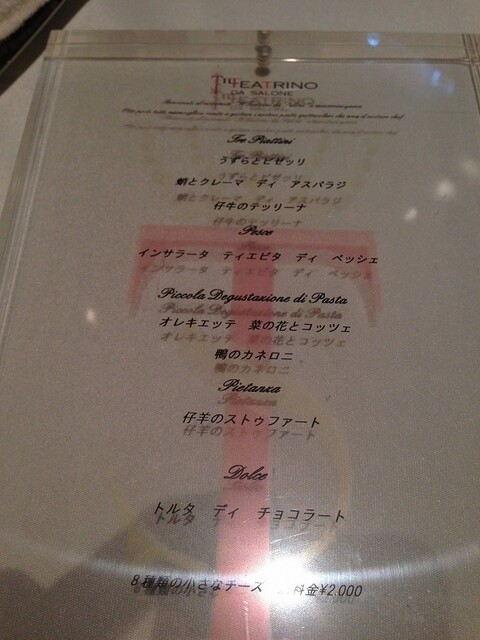 IL TEATRINO
DA SALONE
Tre Piattini
うずらとピゼッリ
蛸とクレーマ ディ アスパラジ
仔牛のテッリーナ
Pesce
インサラータ ティエピタ ディ ペッシェ
Piccola Degustazione di Pasta
オレキエッテ 菜の花とコッツェ
鴨のカネロニ
Pietanza
仔羊のストゥファート
Dolce
トルタ ディ チョコラート
8種類の小さなチーズ 料金¥2,000